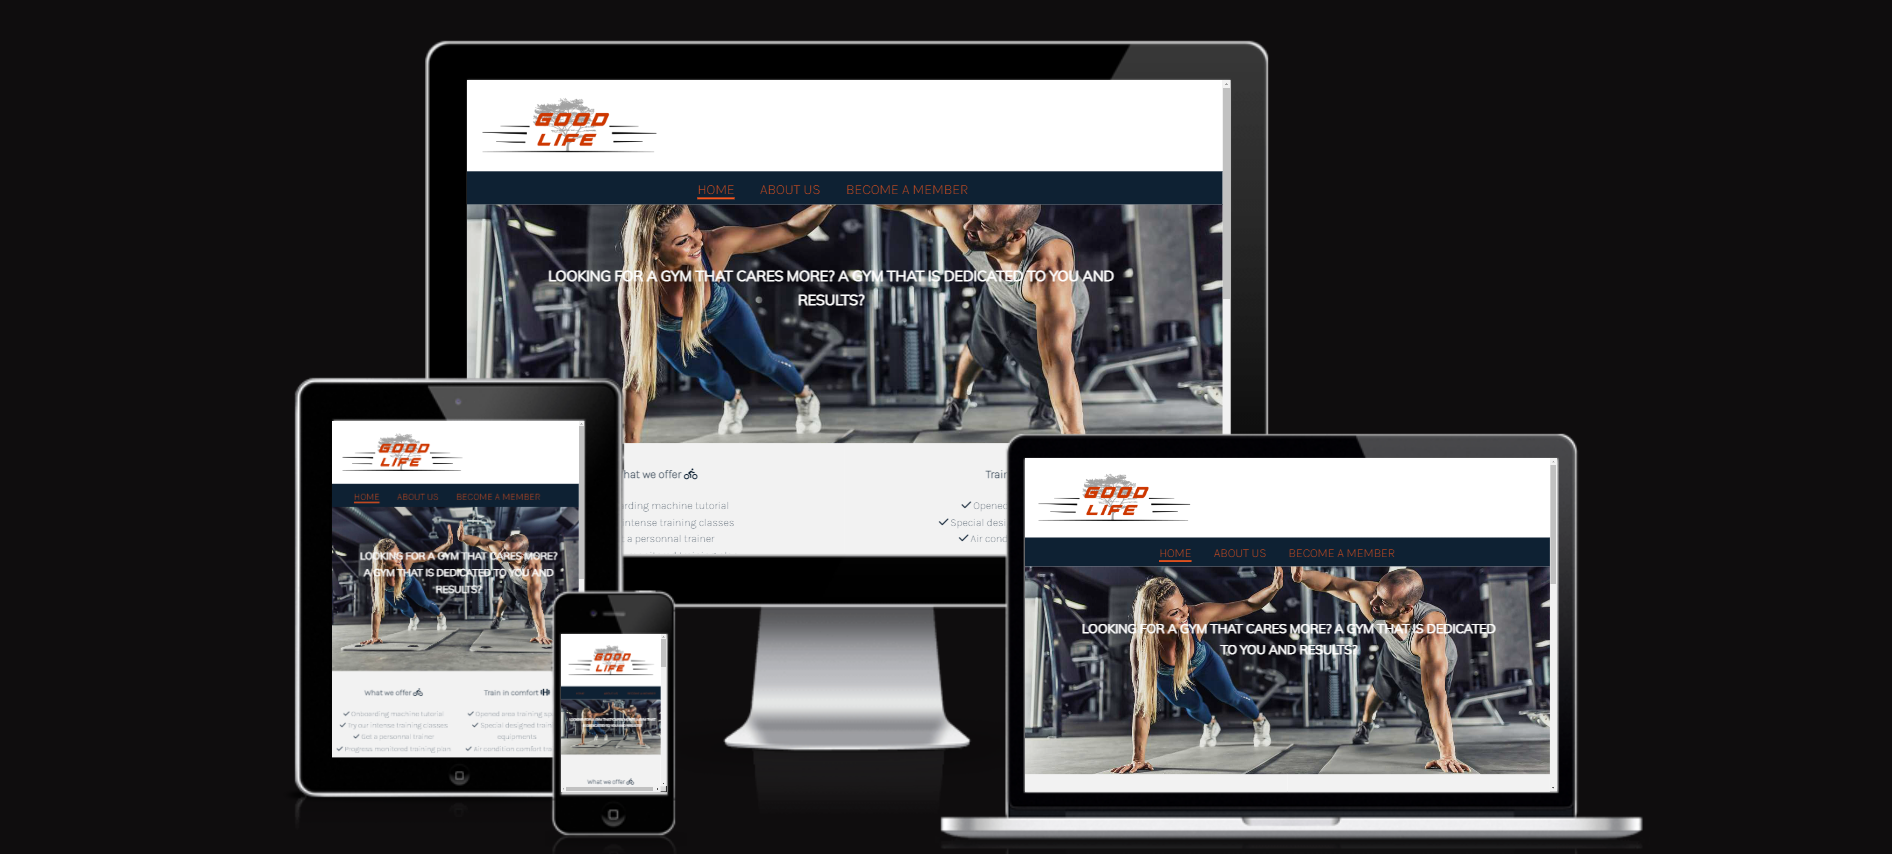 GOOD
LIFE
HOME ABOUT US BECOME A MEMBER
LOOKING FOR A GYM THAT CARES MORE? A GYM THAT IS DEDICATED TO YOU AND
RESULTS?
hat we offer
rding machine tutorial
intense training classes
a personnal trainer
Train
Opened
Special desi
Air cond
GOOD
LIFE
HOME ABOUT US BECOME A MEMBER
LOOKING FOR A GYM THAT CARES MORE?
A GYM THAT IS DEDICATED TO YOU AND
RESULTS?
What we offer
Onboarding machine tutorial
Try our intense training classes
Get a personnal trainer
Progress monitored training plan
Train in comfort
Opened area training
Special designed train
equipaments
Air condition comfort
GOOD
LIFE
What we offer
GOOD
LIFE
HOME ABOUT US BECOME A MEMBER
LOOKING FOR A GYM THAT CARES MORE? A GYM THAT IS DEDICATED
TO YOU AND RESULTS?